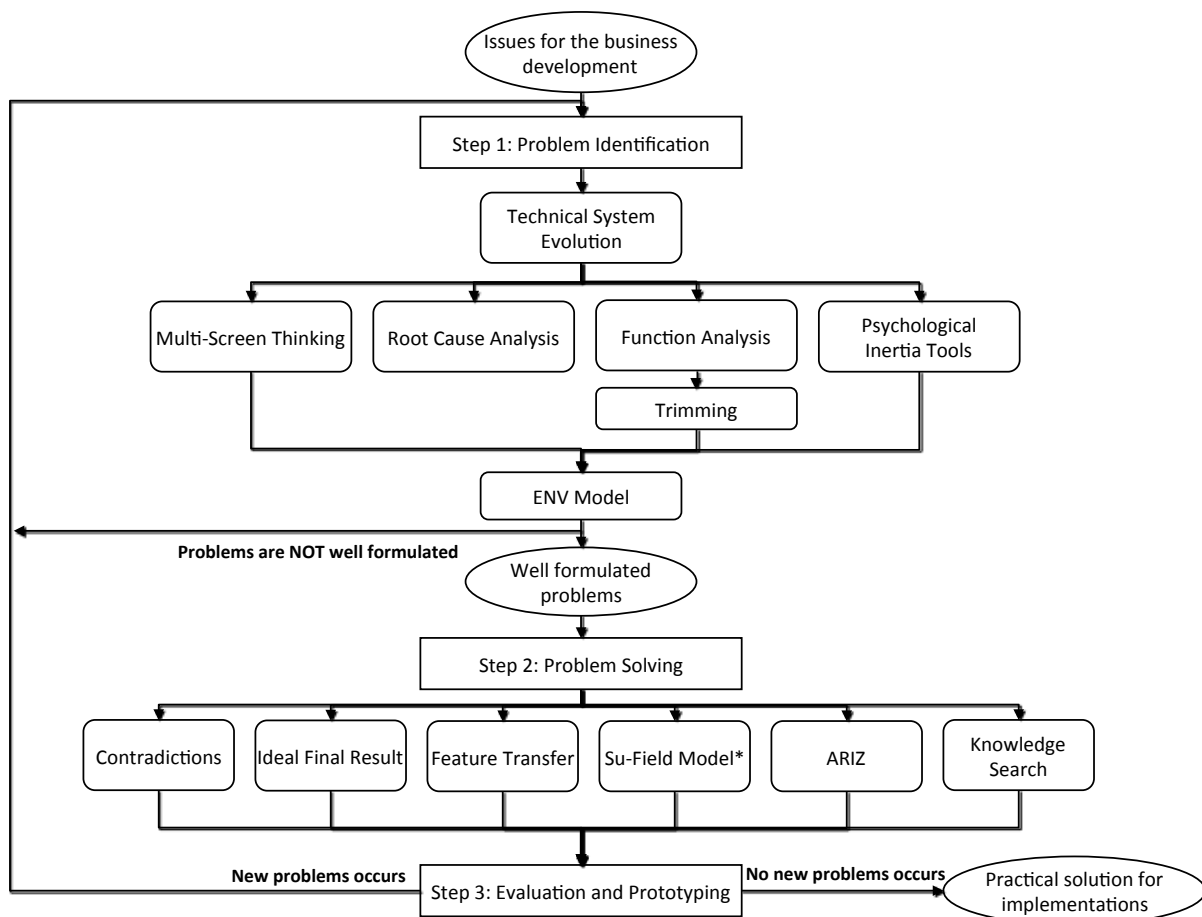 Issues for the business
development
Step 1: Problem Identification
Technical System
Evolution
Multi-Screen Thinking
Root Cause Analysis
Function Analysis
Psychological
Inertia Tools
Trimming
ENV Model
Problems are NOT well formulated
Well formulated
problems
Step 2: Problem Solving
Contradictions
Ideal Final Result
Feature Transfer
Su-Field Model*
ARIZ
Knowledge
Search
New problems occurs
Step 3: Evaluation and Prototyping
No new problems occurs
Practical solution for
implementations